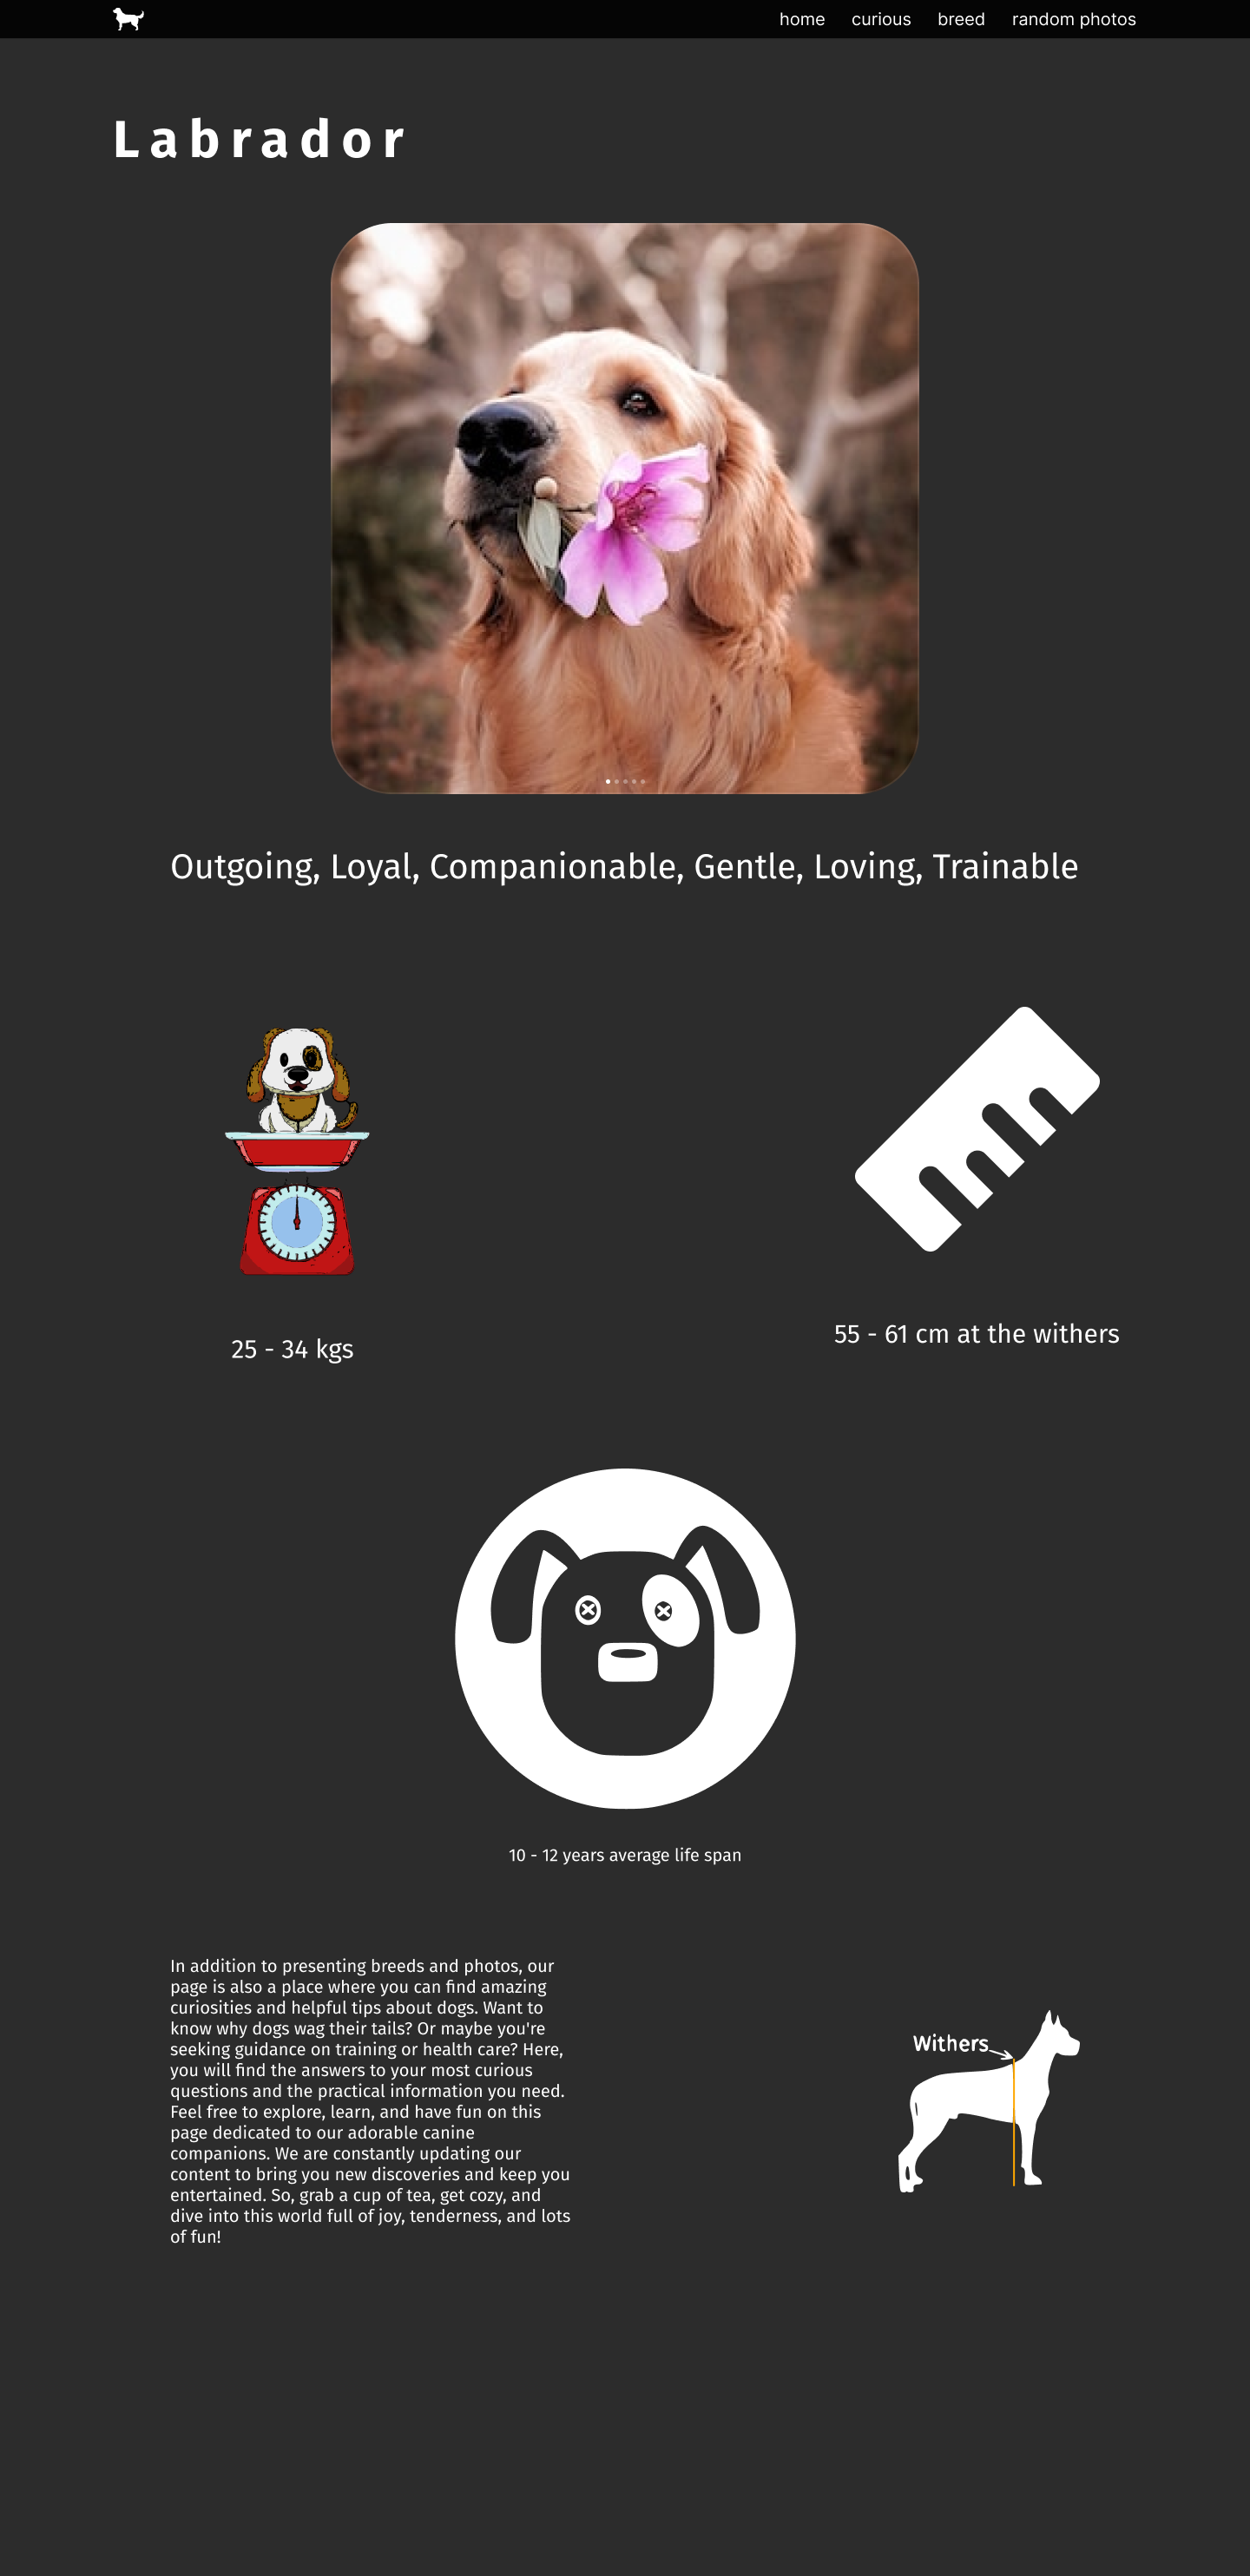 home curious breed random photos
Labrador
Outgoing, Loyal, Companionable, Gentle, Loving, Trainable
25 - 34 kgs
55 - 61 cm at the withers
10 - 12 years average life span
In addition to presenting breeds and photos, our
page is also a place where you can find amazing
curiosities and helpful tips about dogs. Want to
know why dogs wag their tails? Or maybe you're
seeking guidance on training or health care? Here,
you will find the answers to your most curious
questions and the practical information you need.
Feel free to explore, learn, and have fun on this
page dedicated to our adorable canine
companions. We are constantly updating our
content to bring you new discoveries and keep you
entertained. So, grab a cup of tea, get cozy, and
dive into this world full of joy, tenderness, and lots
of fun!
Withers